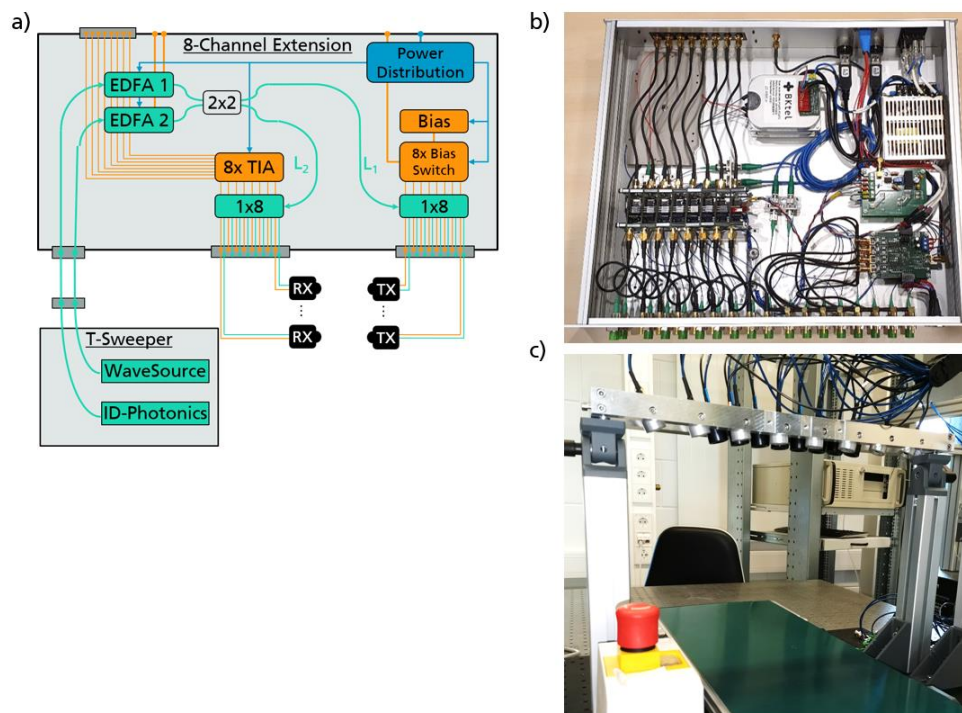 a)
8-Channel Extension
EDFA 1
EDFA 2
2x2
Power
Distribution
Bias
8x Bias
Switch
8x TIA
L2
L1
1x8
1x8
RX
TX
RX
TX
T-Sweeper
WaveSource
ID-Photonics
b)
BKtel
c)